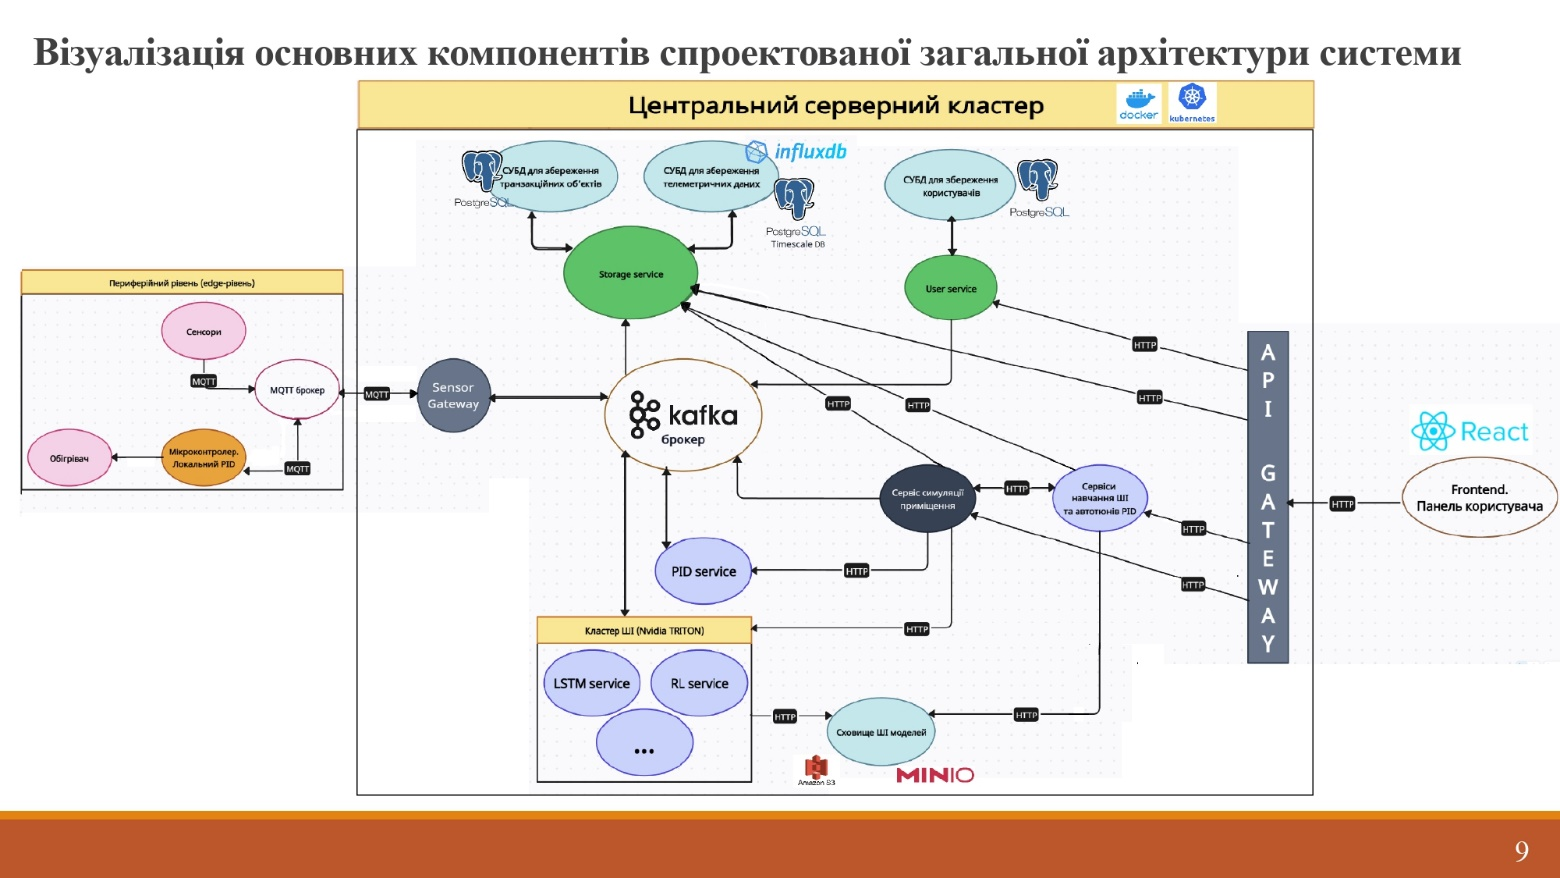 Візуалізація основних компонентів спроектованої загальної архітектури системи
Центральний серверний кластер
docker
kubernetes
СУБД для збереження
транзакційних об'єктів
PostgreSQL
СУБД для збереження
телеметричних даних
influxdb
PostgreSQL
Timescale DB
СУБД для збереження
користувачів
PostgreSQL
Storage service
User service
Периферійний рівень (edge-рівень)
Сенсори
MQTT
MQTT брокер
MQTT
Обігрівач
Мікроконтролер.
Локальний PID
MQTT
Sensor
Gateway
kafka
брокер
HTTP
HTTP
HTTP
HTTP
Сервіс симуляції
приміщення
HTTP
Сервіси
навчання ШІ
та автотюнів PID
HTTP
HTTP
API GATEWAY
HTTP
React
Frontend.
Панель користувача
PID service
HTTP
Кластер ШІ (Nvidia TRITON)
HTTP
LSTM service
RL service
...
HTTP
Сховище ШІ моделей
HTTP
Amazon S3
MINIO
9